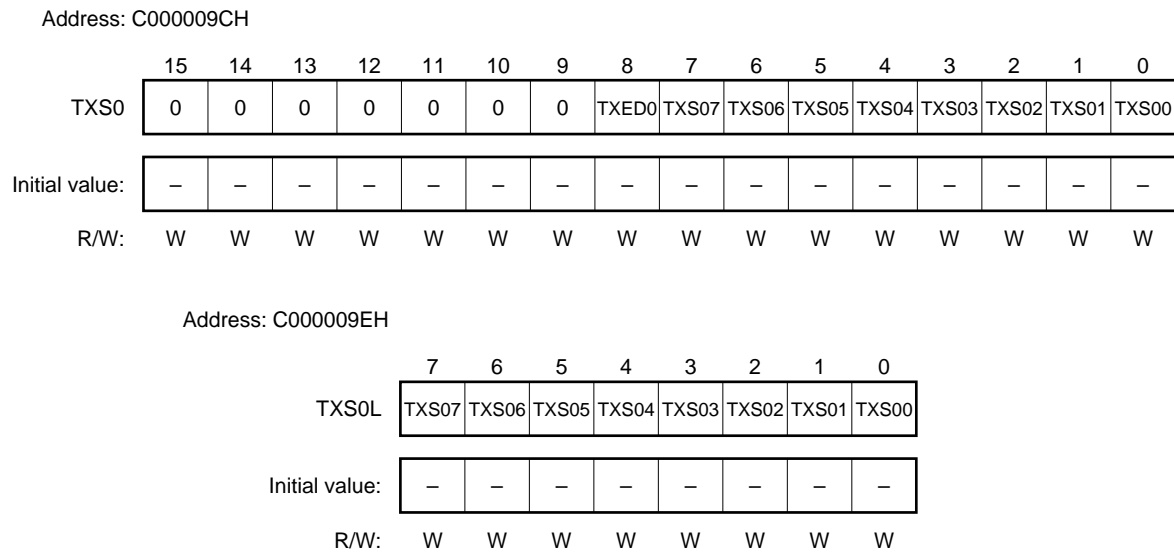 Address: C000009CH
15 14 13 12 11 10 9 8 7 6 5 4 3 2 1 0
TXS0 0 0 0 0 0 0 0 TXED0 TXS07 TXS06 TXS05 TXS04 TXS03 TXS02 TXS01 TXS00
Initial value: – – – – – – – – – – – – – – – –
R/W: W W W W W W W W W W W W W W W W
Address: C000009EH
7 6 5 4 3 2 1 0
TXS0L TXS07 TXS06 TXS05 TXS04 TXS03 TXS02 TXS01 TXS00
Initial value: – – – – – – – –
R/W: W W W W W W W W